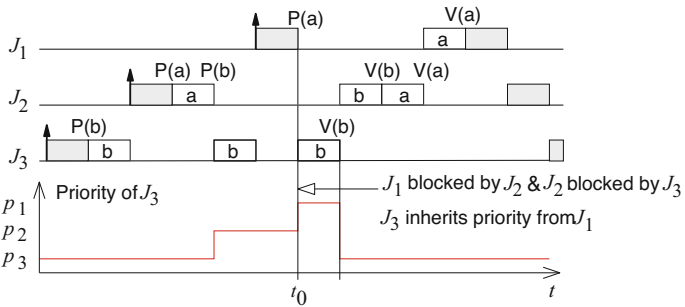 P(a) V(a)
J1 a
P(a) P(b) V(b) V(a)
J2 a b a
P(b) V(b)
J3 b b b
Priority of J3
J1 blocked by J2 & J2 blocked by J3
p1
J3 inherits priority from J1
p2
p3
t0 t